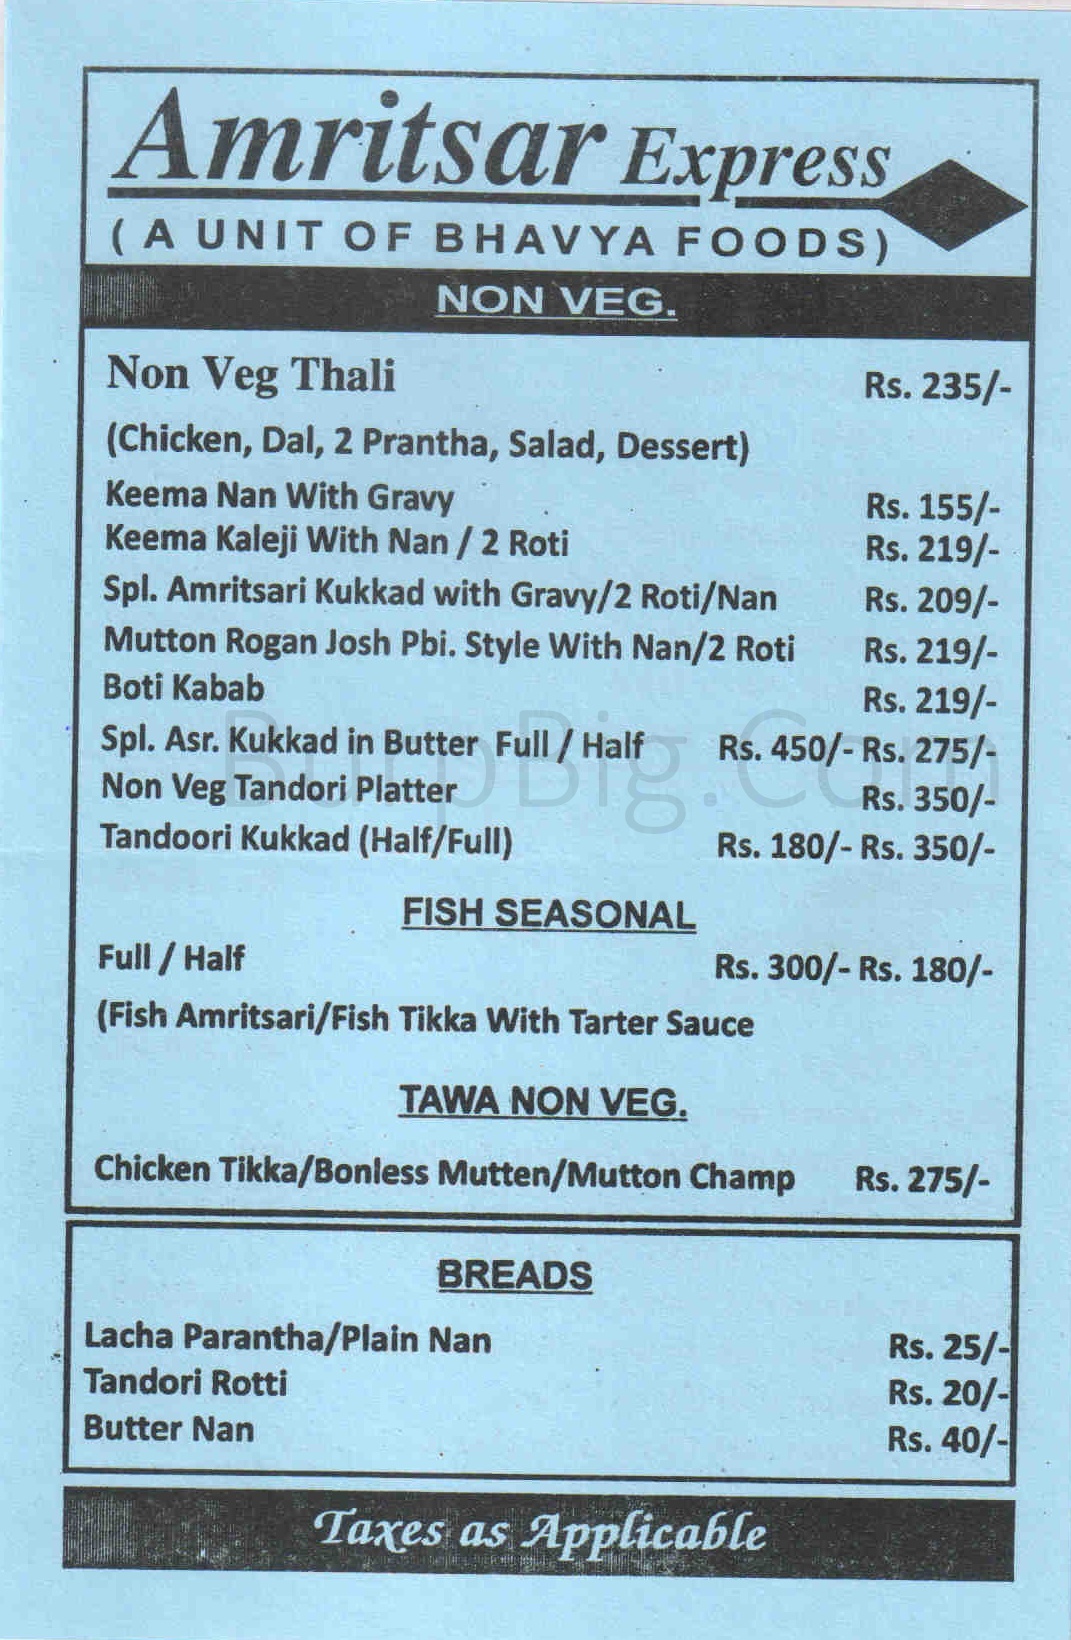 Amritsar Express
( A UNIT OF BHAVYA FOODS)
NON VEG.
Non Veg Thali Rs. 235/-
(Chicken, Dal, 2 Prantha, Salad, Dessert)
Keema Nan With Gravy Rs. 155/-
Keema Kaleji With Nan / 2 Roti Rs. 219/-
Spl. Amritsari Kukkad with Gravy/2 Roti/Nan Rs. 209/-
Mutton Rogan Josh Pbi. Style With Nan/2 Roti Rs. 219/-
Boti Kabab Rs. 219/-
Spl. Asr. Kukkad in Butter Full / Half Rs. 450/- Rs. 275/-
BurpBig.Com
Non Veg Tandori Platter Rs. 350/-
Tandoori Kukkad (Half/Full) Rs. 180/- Rs. 350/-
FISH SEASONAL
Full / Half Rs. 300/- Rs. 180/-
(Fish Amritsari/Fish Tikka With Tarter Sauce
TAWA NON VEG.
Chicken Tikka/Bonless Mutten/Mutton Champ Rs. 275/-
BREADS
Lacha Parantha/Plain Nan Rs. 25/-
Tandori Rotti Rs. 20/-
Butter Nan Rs. 40/-
Taxes as Applicable